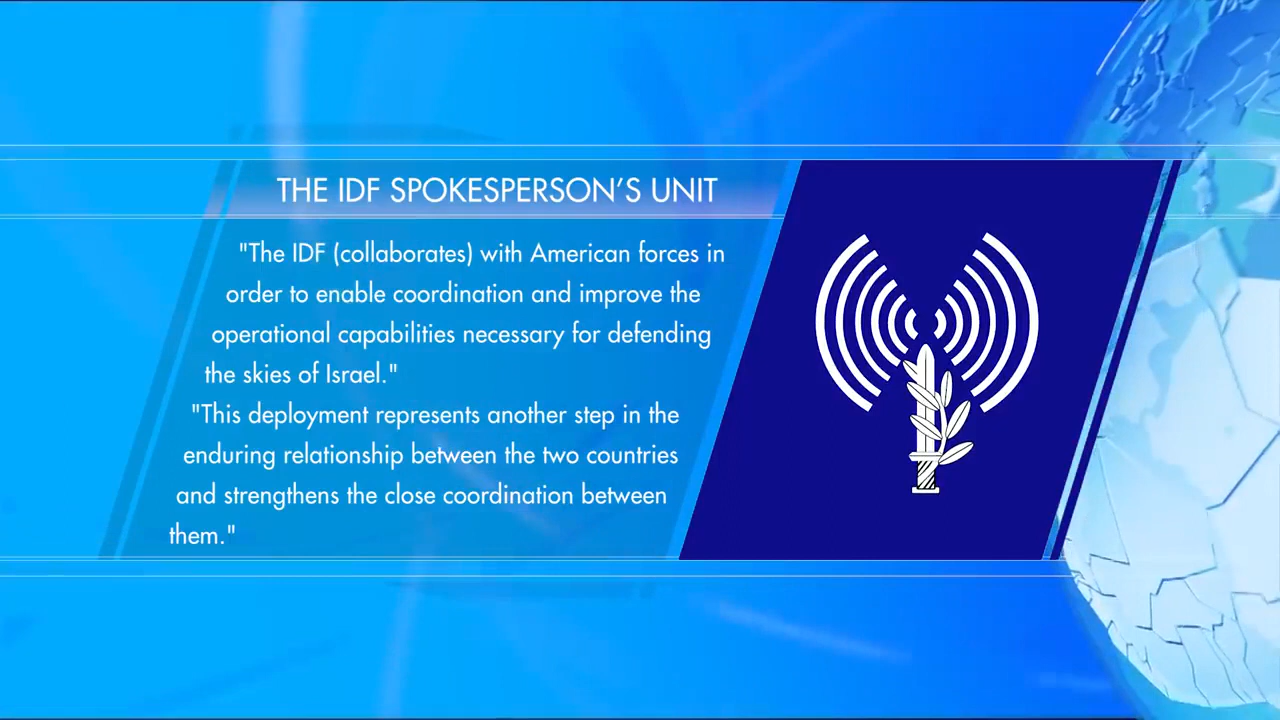 THE IDF SPOKESPERSON’S UNIT
"The IDF (collaborates) with American forces in
order to enable coordination and improve the
operational capabilities necessary for defending
the skies of Israel."
"This deployment represents another step in the
enduring relationship between the two countries
and strengthens the close coordination between
them."